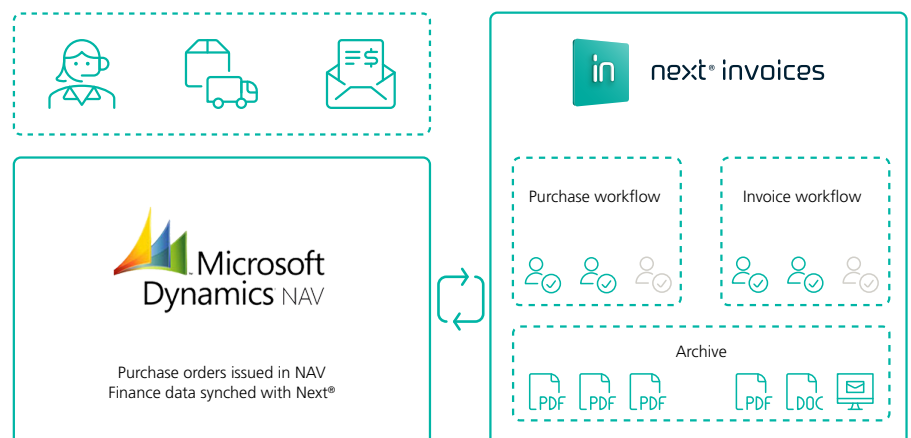 $
in next® invoices
Purchase workflow
Invoice workflow
Microsoft
Dynamics NAV
Purchase orders issued in NAV
Finance data synched with Next®
Archive
PDF PDF PDF PDF DOC